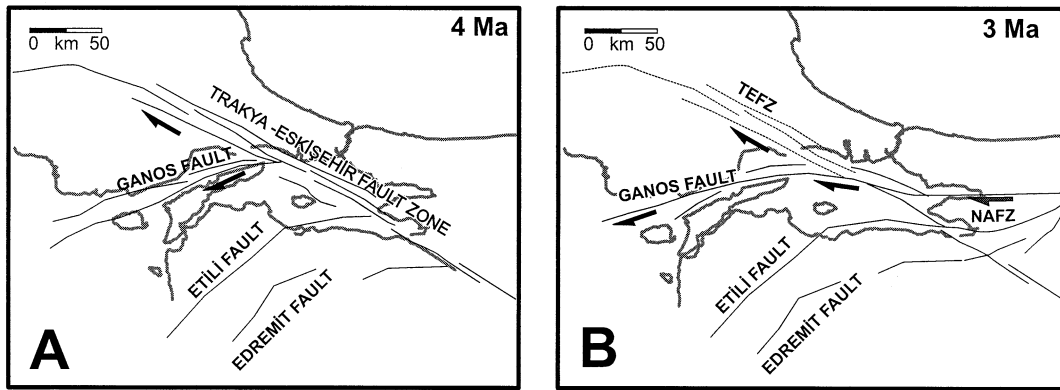 4 Ma
0 km 50
TRAKYA -ESKİŞEHİR FAULT ZONE
GANOS FAULT
ETİLİ FAULT
EDREMİT FAULT
A
3 Ma
0 km 50
TEFZ
GANOS FAULT
NAFZ
ETİLİ FAULT
EDREMİT FAULT
B